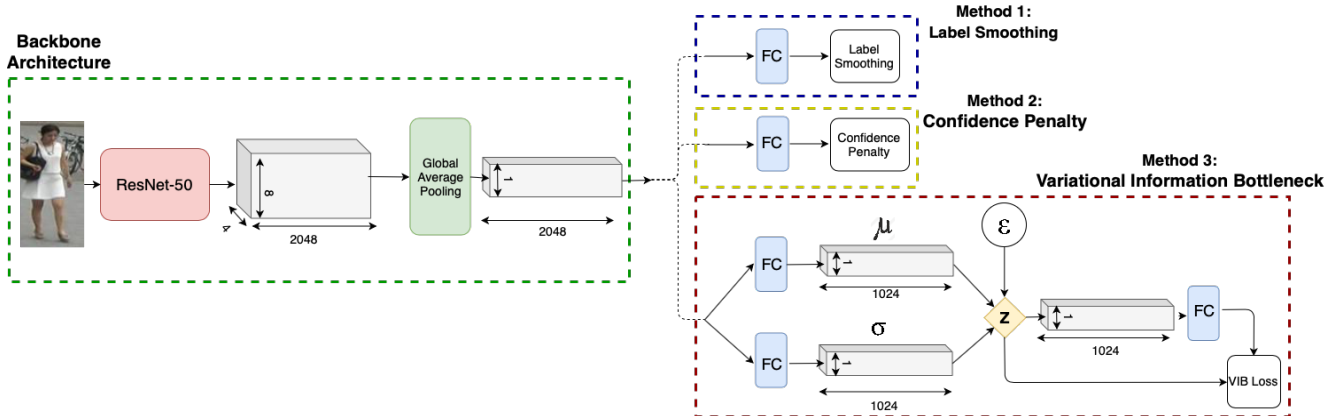 Backbone
Architecture
ResNet-50
8
4
2048
Global
Average
Pooling
1
2048
Method 1:
Label Smoothing
FC
Label
Smoothing
Method 2:
Confidence Penalty
FC
Confidence
Penalty
Method 3:
Variational Information Bottleneck
μ
FC
1
1024
σ
FC
1
1024
ε
Z
1
1024
FC
VIB Loss